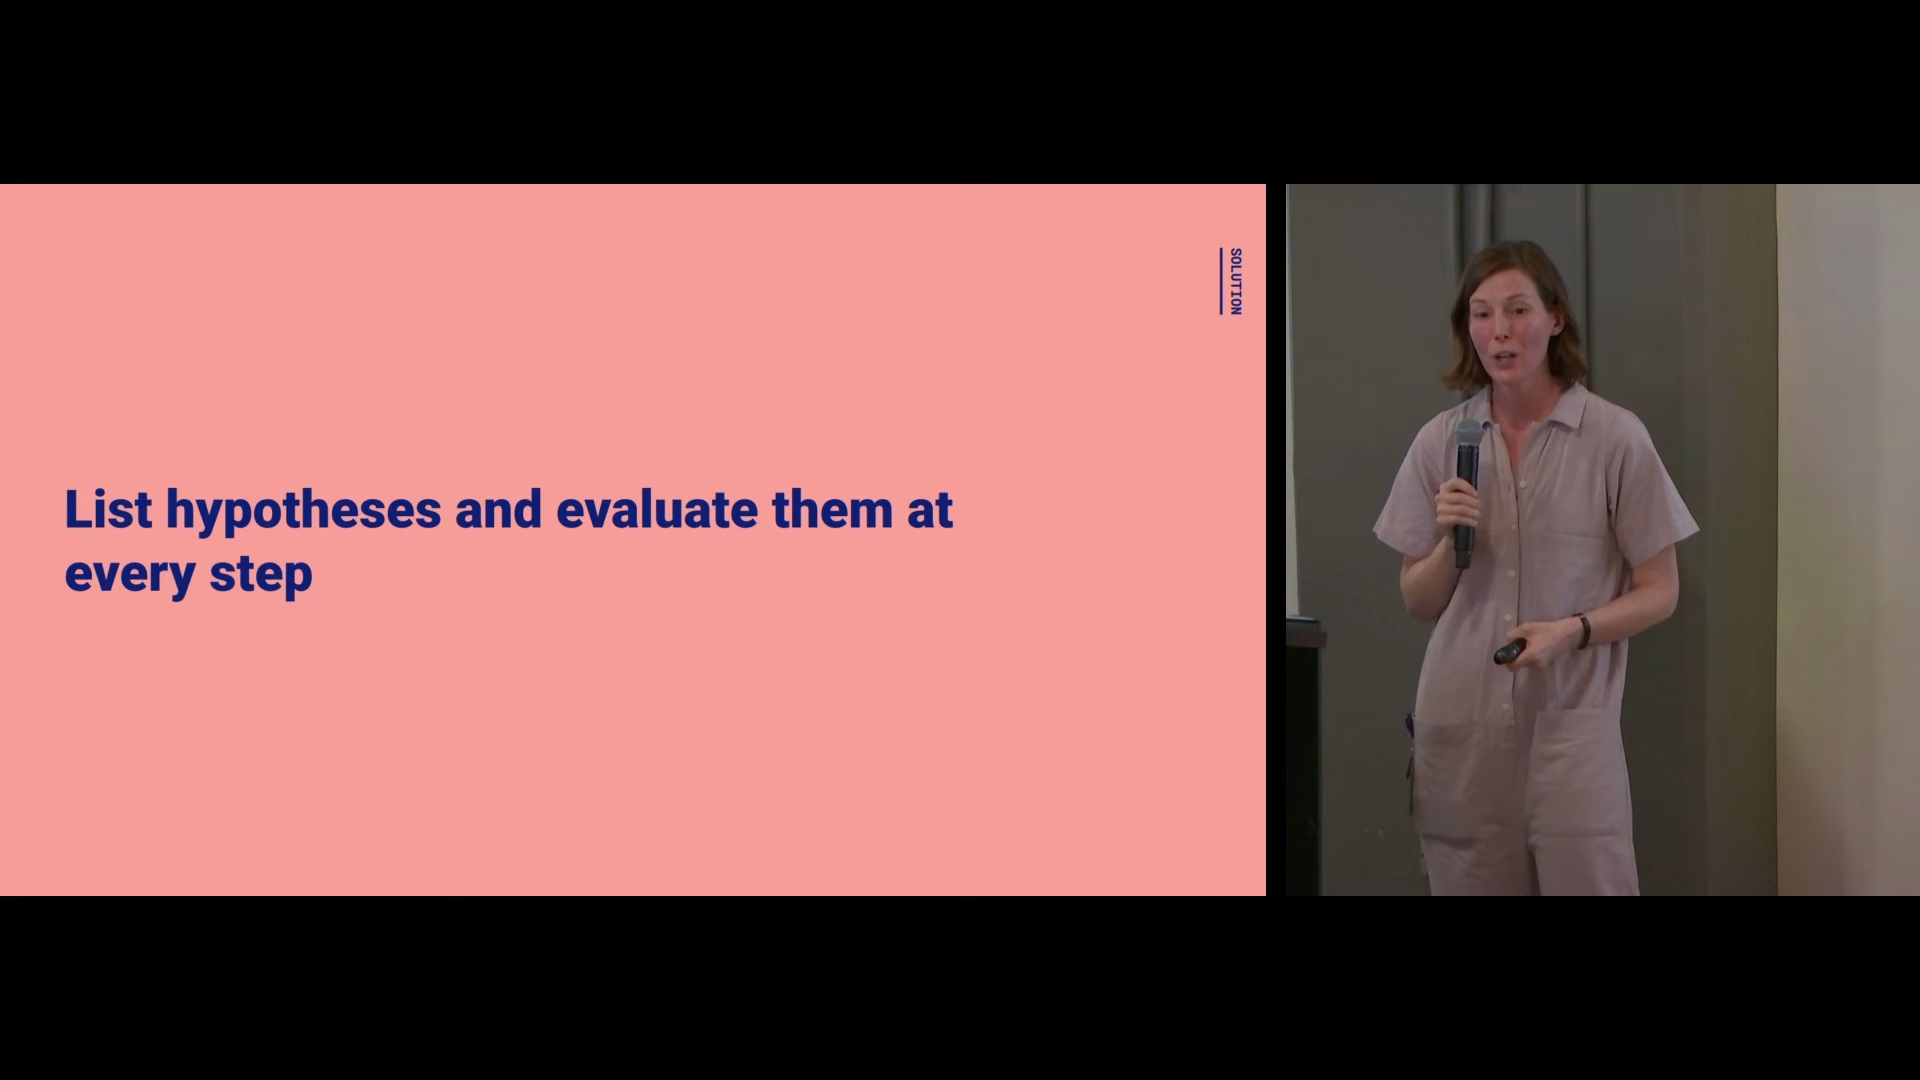 SOLUTION
List hypotheses and evaluate them at
every step